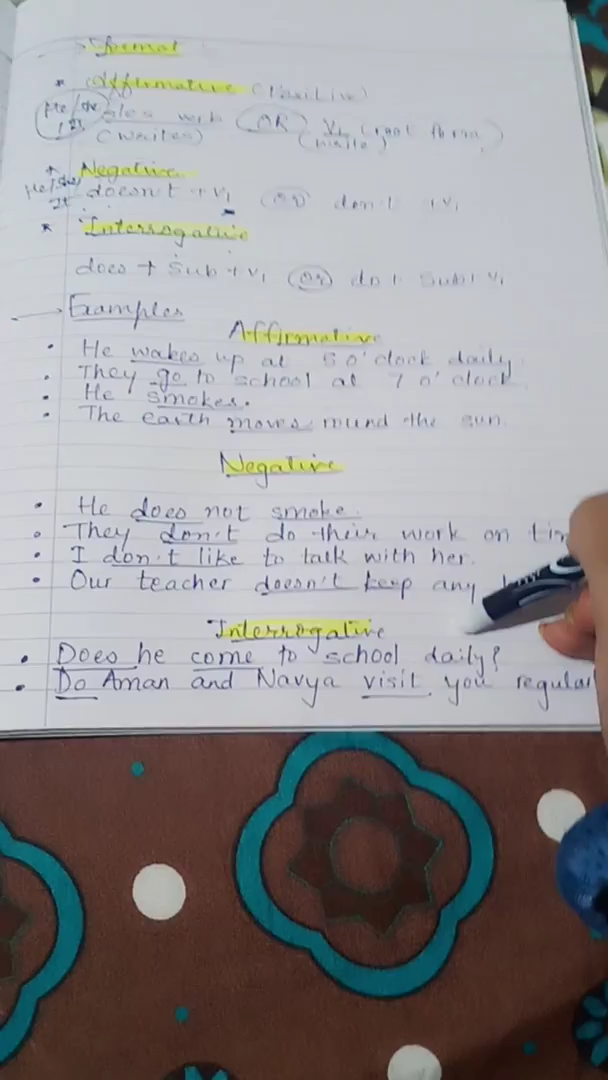 Format
* Affirmative (Positive)
He/she
It
(writes) OR V1 (root form)
(write)
* Negative
He/She
It
doesn't + V1 (OR) don't + V1
* Interrogative
does + Sub + V1 (OR) do + Sub + V1
Examples
Affirmative
• He wakes up at 5 o'clock daily.
• They go to school at 7 o'clock
• He smokes.
• The earth moves round the sun.
Negative
• He does not smoke.
• They don't do their work on tim
• I don't like to talk with her.
• Our teacher doesn't keep any
Interrogative
• Does he come to school daily?
• Do Aman and Navya visit you regular